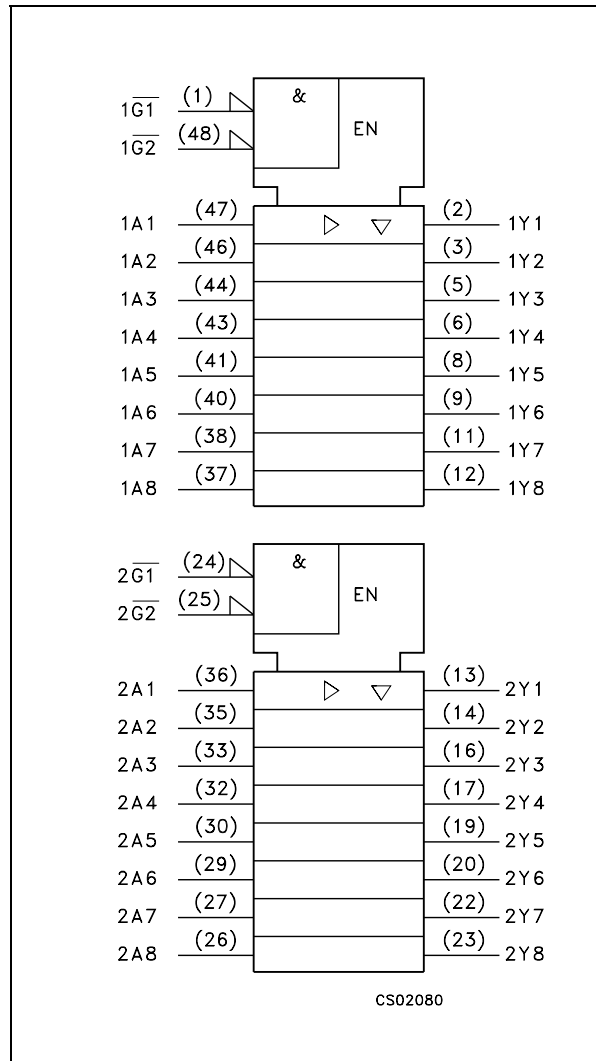 1G1 (1) & EN
1G2 (48)
1A1 (47) (2) 1Y1
1A2 (46) (3) 1Y2
1A3 (44) (5) 1Y3
1A4 (43) (6) 1Y4
1A5 (41) (8) 1Y5
1A6 (40) (9) 1Y6
1A7 (38) (11) 1Y7
1A8 (37) (12) 1Y8
2G1 (24) & EN
2G2 (25)
2A1 (36) (13) 2Y1
2A2 (35) (14) 2Y2
2A3 (33) (16) 2Y3
2A4 (32) (17) 2Y4
2A5 (30) (19) 2Y5
2A6 (29) (20) 2Y6
2A7 (27) (22) 2Y7
2A8 (26) (23) 2Y8
CS02080